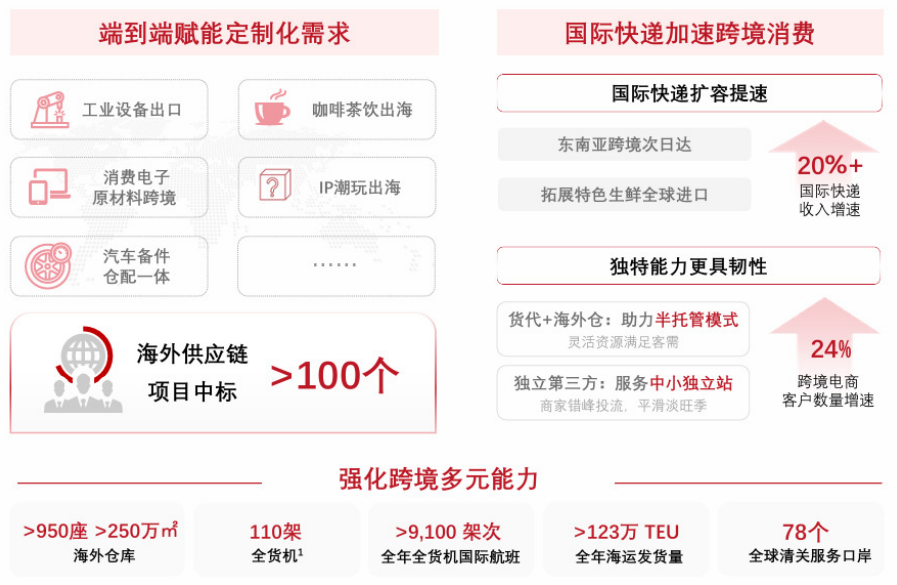 端到端赋能定制化需求
工业设备出口
咖啡茶饮出海
消费电子
原材料跨境
IP潮玩出海
汽车备件
仓配一体
......
海外供应链
项目中标
>100个
国际快递加速跨境消费
国际快递扩容提速
东南亚跨境次日达
拓展特色生鲜全球进口
20%+
国际快递
收入增速
独特能力更具韧性
货代+海外仓：助力半托管模式
灵活资源满足客需
独立第三方：服务中小独立站
商家错峰投流，平滑淡旺季
24%
跨境电商
客户数量增速
强化跨境多元能力
>950座 >250万㎡
海外仓库
110架
全货机1
>9,100 架次
全年全货机国际航班
>123万 TEU
全年海运发货量
78个
全球清关服务口岸